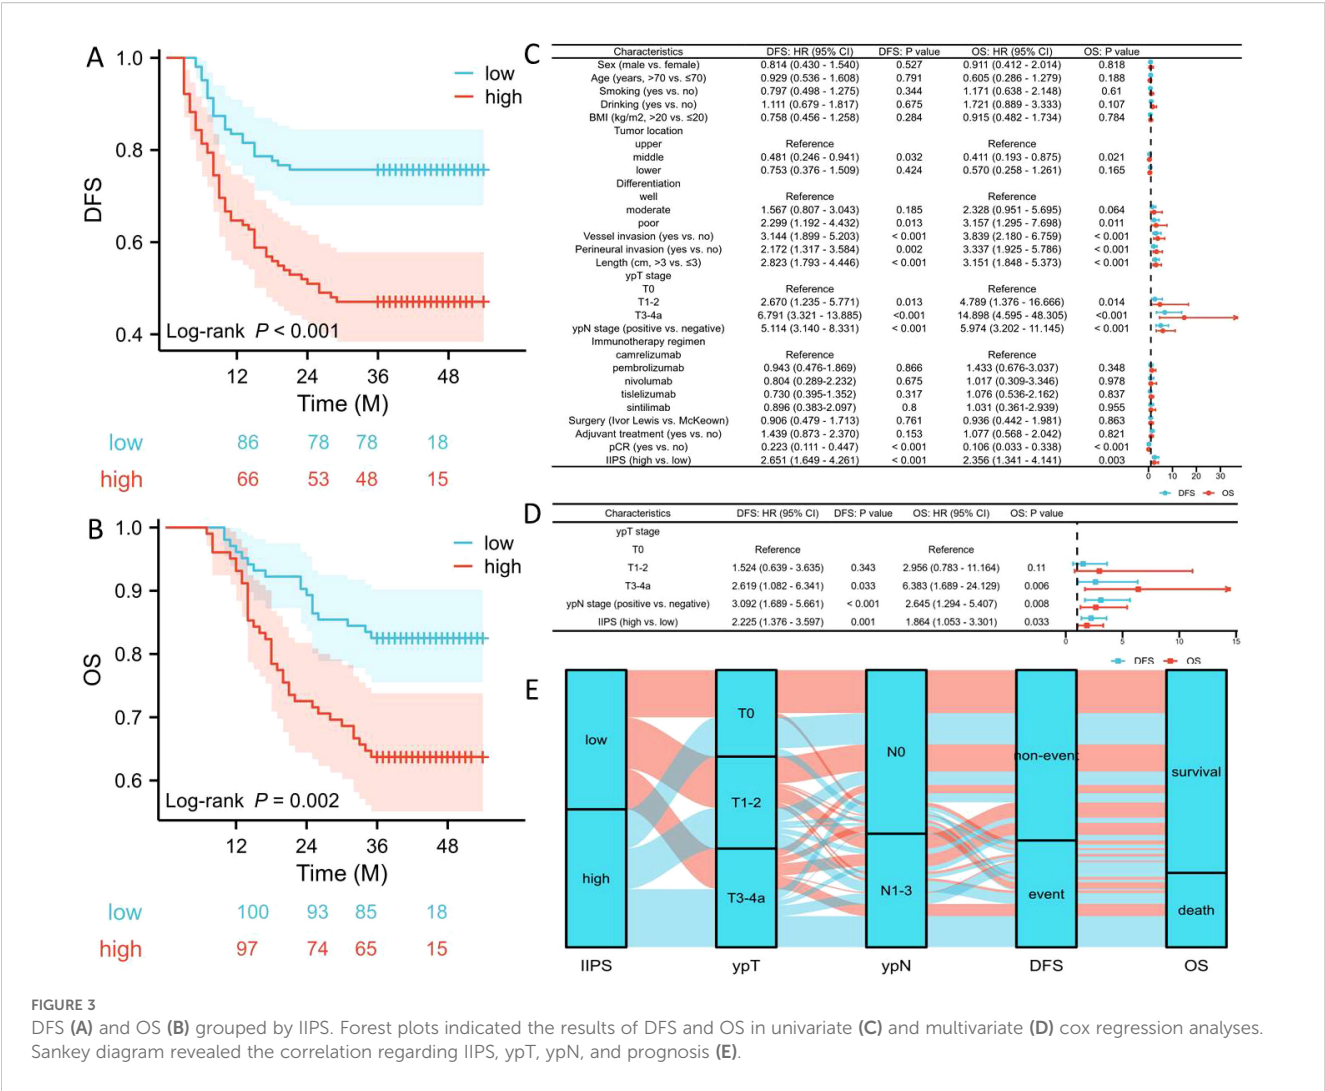 A
1.0
0.8
0.6
0.4
DFS
low
high
Log-rank P < 0.001
12 24 36 48
Time (M)
low 86 78 78 18
high 66 53 48 15
B
1.0
0.9
0.8
0.7
0.6
OS
low
high
Log-rank P = 0.002
12 24 36 48
Time (M)
low 100 93 85 18
high 97 74 65 15
C
Characteristics DFS: HR (95% CI) DFS: P value OS: HR (95% CI) OS: P value
Sex (male vs. female) 0.814 (0.430 - 1.540) 0.527 0.911 (0.412 - 2.014) 0.818
Age (years, >70 vs. ≤70) 0.929 (0.536 - 1.608) 0.791 0.605 (0.286 - 1.279) 0.188
Smoking (yes vs. no) 0.797 (0.498 - 1.275) 0.344 1.171 (0.638 - 2.148) 0.61
Drinking (yes vs. no) 1.111 (0.679 - 1.817) 0.675 1.721 (0.889 - 3.333) 0.107
BMI (kg/m2, >20 vs. ≤20) 0.758 (0.456 - 1.258) 0.284 0.915 (0.482 - 1.734) 0.784
Tumor location
upper Reference Reference
middle 0.481 (0.246 - 0.941) 0.032 0.411 (0.193 - 0.875) 0.021
lower 0.753 (0.376 - 1.509) 0.424 0.570 (0.258 - 1.261) 0.165
Differentiation
well Reference Reference
moderate 1.567 (0.807 - 3.043) 0.185 2.328 (0.951 - 5.695) 0.064
poor 2.299 (1.192 - 4.432) 0.013 3.157 (1.295 - 7.698) 0.011
Vessel invasion (yes vs. no) 3.144 (1.899 - 5.203) < 0.001 3.839 (2.180 - 6.759) < 0.001
Perineural invasion (yes vs. no) 2.172 (1.317 - 3.584) 0.002 3.337 (1.925 - 5.786) < 0.001
Length (cm, >3 vs. ≤3) 2.823 (1.793 - 4.446) < 0.001 3.151 (1.848 - 5.373) < 0.001
ypT stage
T0 Reference Reference
T1-2 2.670 (1.235 - 5.771) 0.013 4.789 (1.376 - 16.666) 0.014
T3-4a 6.791 (3.321 - 13.885) <0.001 14.898 (4.595 - 48.305) <0.001
ypN stage (positive vs. negative) 5.114 (3.140 - 8.331) < 0.001 5.974 (3.202 - 11.145) < 0.001
Immunotherapy regimen
camrelizumab Reference Reference
pembrolizumab 0.943 (0.476-1.869) 0.866 1.433 (0.676-3.037) 0.348
nivolumab 0.804 (0.289-2.232) 0.675 1.017 (0.309-3.346) 0.978
tislelizumab 0.730 (0.395-1.352) 0.317 1.076 (0.536-2.162) 0.837
sintilimab 0.896 (0.383-2.097) 0.8 1.031 (0.361-2.939) 0.955
Surgery (Ivor Lewis vs. McKeown) 0.906 (0.479 - 1.713) 0.761 0.936 (0.442 - 1.981) 0.863
Adjuvant treatment (yes vs. no) 1.439 (0.873 - 2.370) 0.153 1.077 (0.568 - 2.042) 0.821
pCR (yes vs. no) 0.223 (0.111 - 0.447) < 0.001 0.106 (0.033 - 0.338) < 0.001
IIPS (high vs. low) 2.651 (1.649 - 4.261) < 0.001 2.356 (1.341 - 4.141) 0.003
0 10 20 30
DFS OS
D
Characteristics DFS: HR (95% CI) DFS: P value OS: HR (95% CI) OS: P value
ypT stage
T0 Reference Reference
T1-2 1.524 (0.639 - 3.635) 0.343 2.956 (0.783 - 11.164) 0.11
T3-4a 2.619 (1.082 - 6.341) 0.033 6.383 (1.689 - 24.129) 0.006
ypN stage (positive vs. negative) 3.092 (1.689 - 5.661) < 0.001 2.645 (1.294 - 5.407) 0.008
IIPS (high vs. low) 2.225 (1.376 - 3.597) 0.001 1.864 (1.053 - 3.301) 0.033
0 5 10 15
DFS OS
E
low
high
T0
T1-2
T3-4a
N0
N1-3
non-event
event
survival
death
IIPS ypT ypN DFS OS
FIGURE 3
DFS (A) and OS (B) grouped by IIPS. Forest plots indicated the results of DFS and OS in univariate (C) and multivariate (D) cox regression analyses.
Sankey diagram revealed the correlation regarding IIPS, ypT, ypN, and prognosis (E).